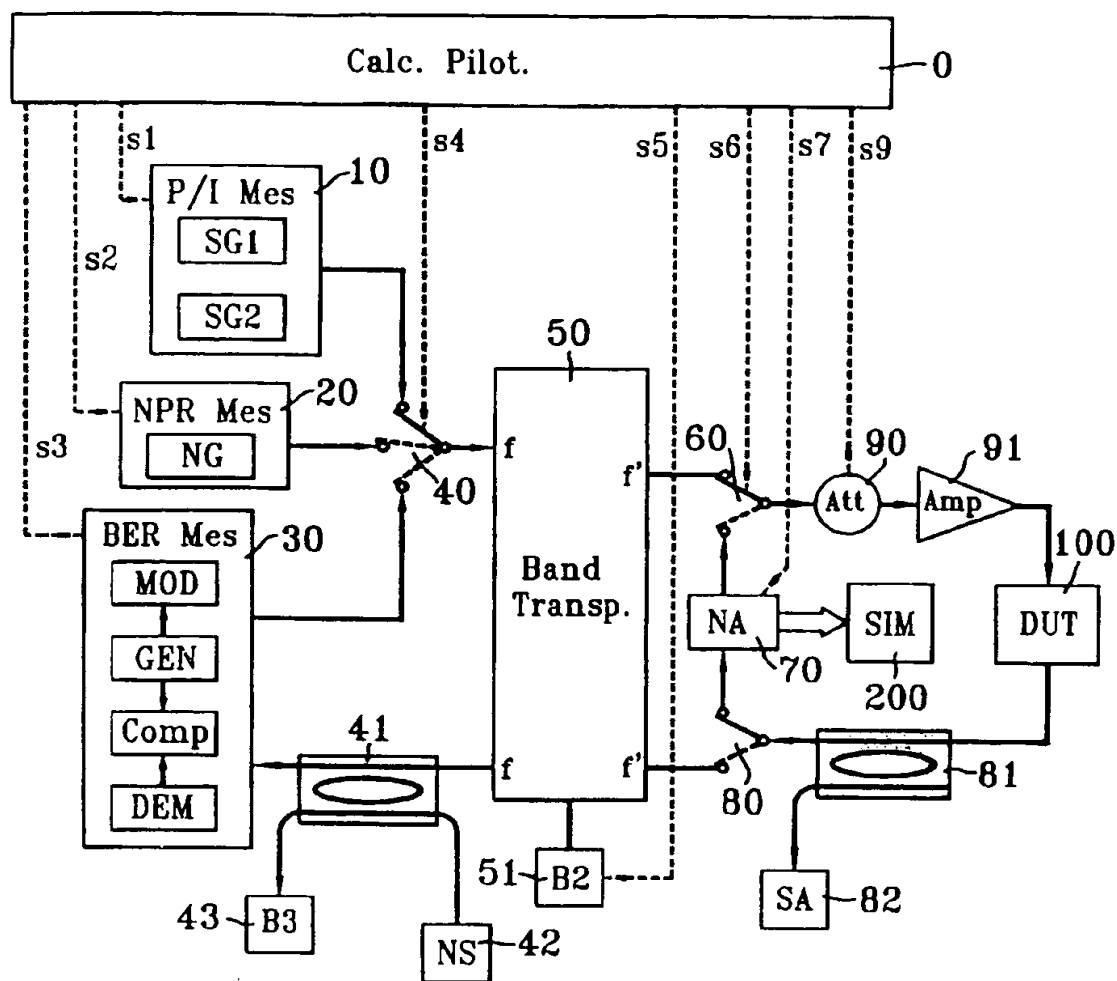 Calc. Pilot.
0
s1
s2
s3
s4
s5
s6
s7
s9
P/I Mes
10
SG1
SG2
NPR Mes
20
NG
BER Mes
30
MOD
GEN
Comp
DEM
40
50
f
f'
Band
Transp.
f
f'
60
90
Att
91
Amp
100
DUT
NA
70
SIM
200
80
81
41
51
B2
SA
82
43
B3
NS
42